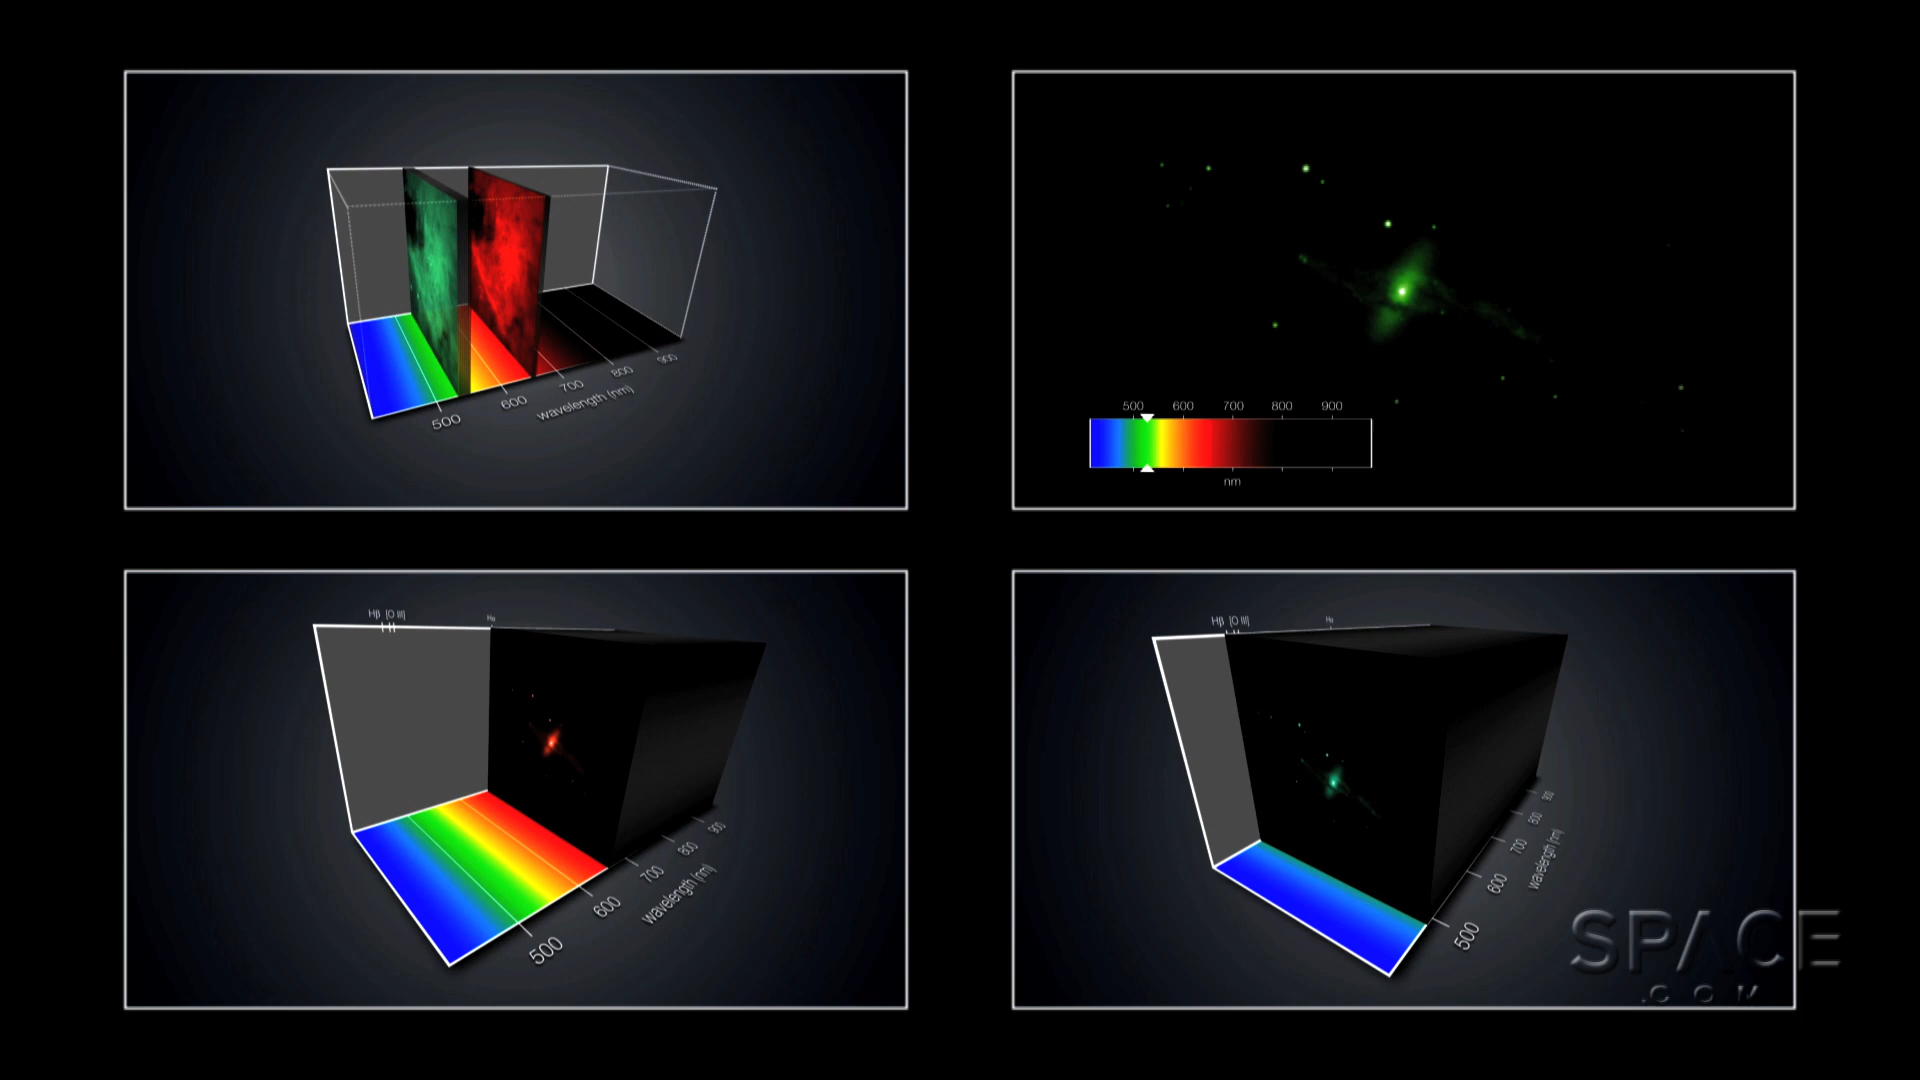 900
800
700
600
500
wavelength (nm)
500 600 700 800 900
nm
Hβ [O III] Hα
900
800
700
600
500
wavelength (nm)
Hβ [O III] Hα
900
800
700
600
500
wavelength (nm)
SPACE
.COM